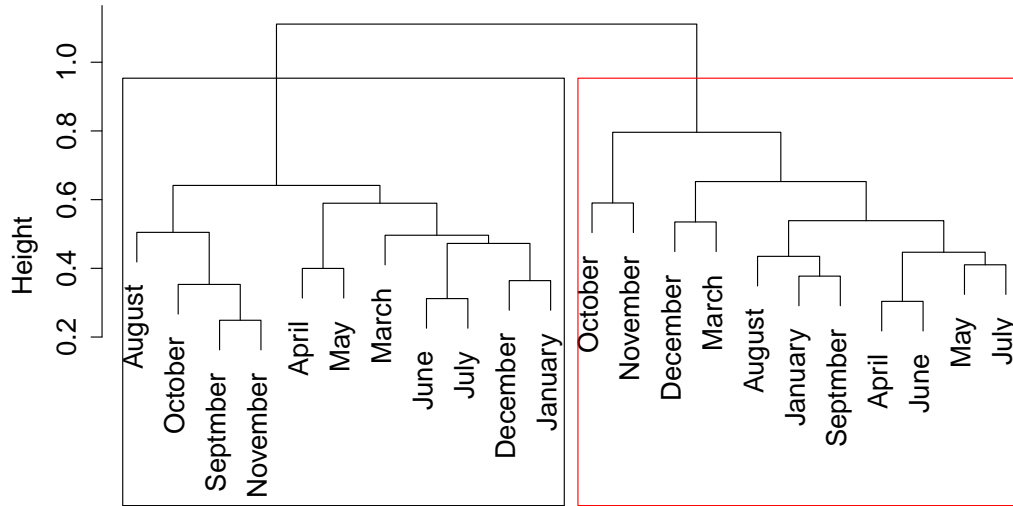 Height
1.0
0.8
0.6
0.4
0.2
August
October
Septmber
November
April
May
March
June
July
December
January
October
November
December
March
August
January
Septmber
April
June
May
July